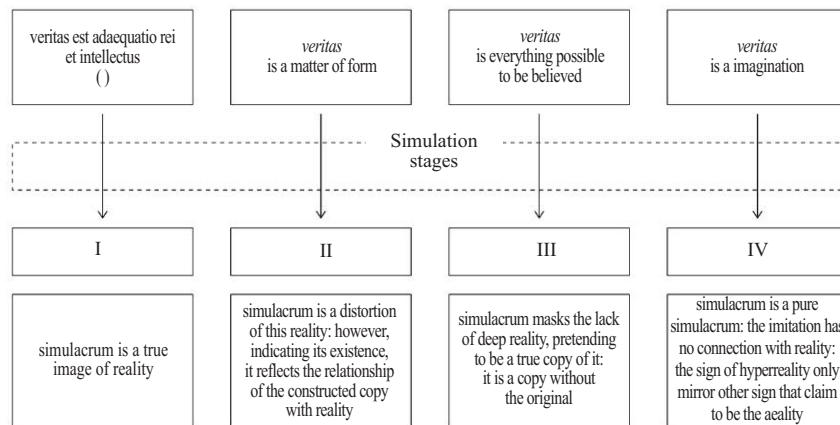 veritas est adaequatio rei
et intellectus
( )
veritas
is a matter of form
veritas
is everything possible
to be believed
veritas
is a imagination
Simulation
stages
I
II
III
IV
simulacrum is a true
image of reality
simulacrum is a distortion
of this reality: however,
indicating its existence,
it reflects the relationship
of the constructed copy
with reality
simulacrum masks the lack
of deep reality, pretending
to be a true copy of it:
it is a copy without
the original
simulacrum is a pure
simulacrum: the imitation has
no connection with reality:
the sign of hyperreality only
mirror other sign that claim
to be the aeality